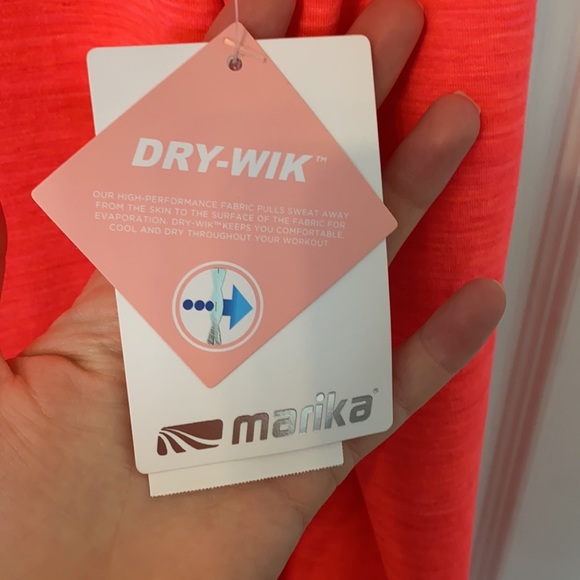 DRY-WIK™
OUR HIGH-PERFORMANCE FABRIC PULLS SWEAT AWAY
FROM THE SKIN TO THE SURFACE OF THE FABRIC FOR
EVAPORATION. DRY-WIK™ KEEPS YOU COMFORTABLE,
COOL AND DRY THROUGHOUT YOUR WORKOUT
marika®